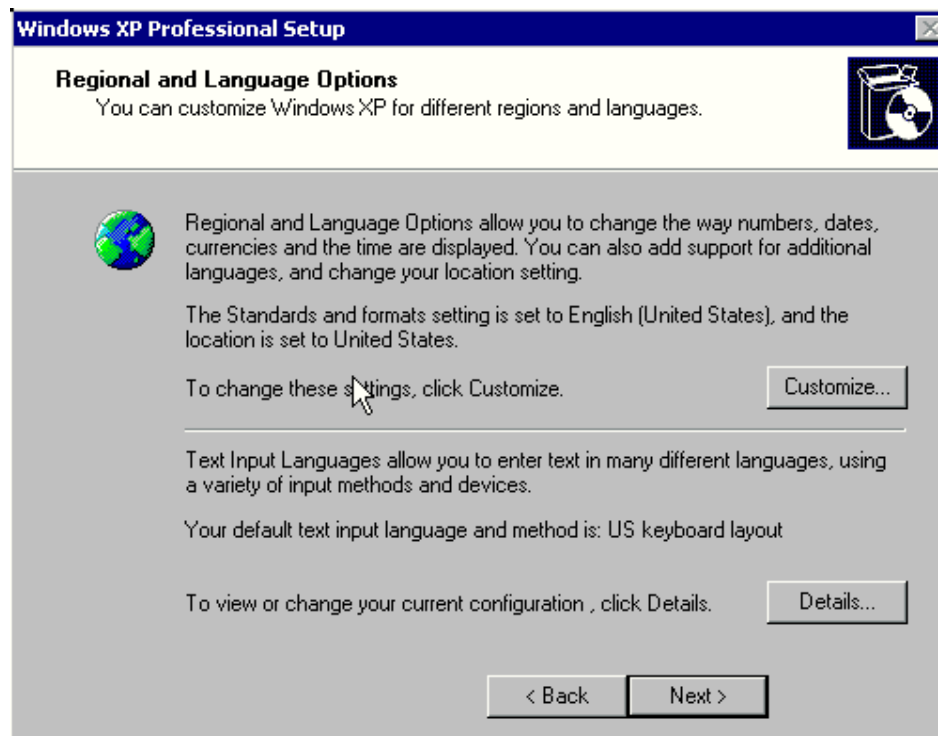 Windows XP Professional Setup
Regional and Language Options
You can customize Windows XP for different regions and languages.
Regional and Language Options allow you to change the way numbers, dates,
currencies and the time are displayed. You can also add support for additional
languages, and change your location setting.
The Standards and formats setting is set to English (United States), and the
location is set to United States.
To change these settings, click Customize.
Customize...
Text Input Languages allow you to enter text in many different languages, using
a variety of input methods and devices.
Your default text input language and method is: US keyboard layout
To view or change your current configuration , click Details.
Details...
< Back
Next >